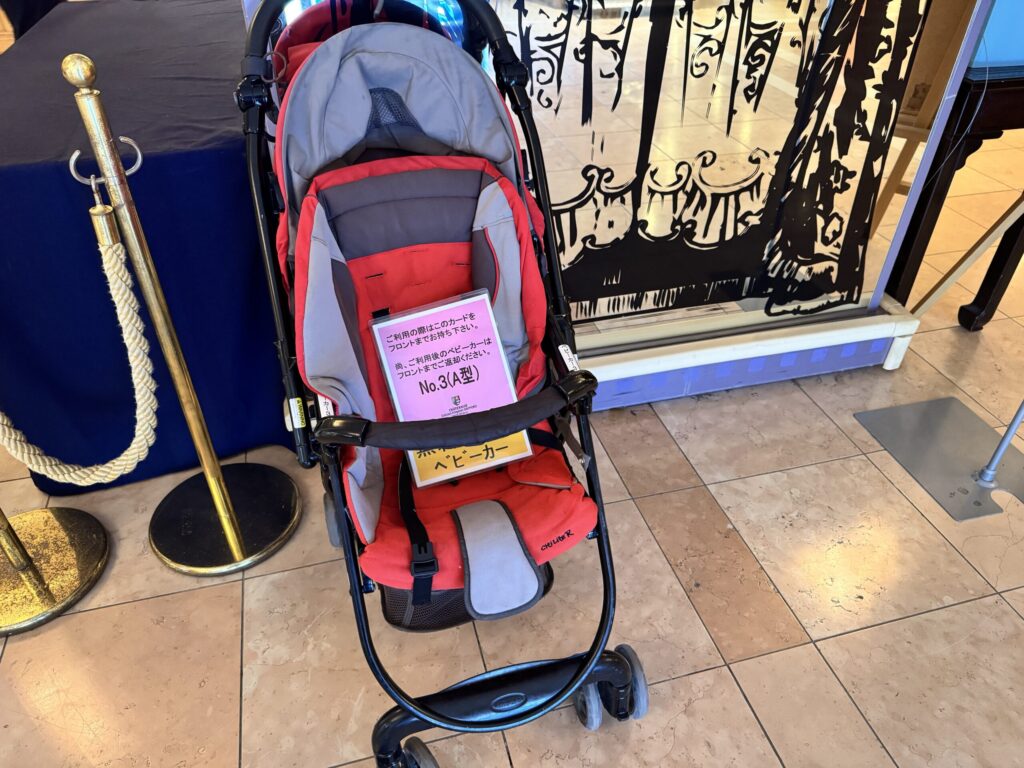 ご利用の際はこのカードを
フロントまでお持ち下さい。
尚、ご利用後のベビーカーは
フロントまでご返却ください。
No.3(A型)
ベビーカー
CitiLite R